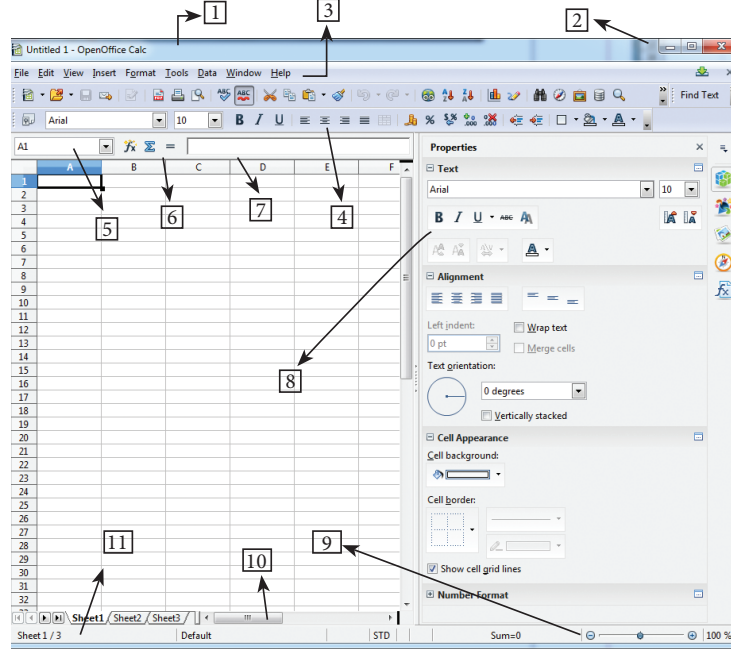 1
3
2
Untitled 1 - OpenOffice Calc
File Edit View Insert Format Tools Data Window Help
ABC ABC Find Text
Arial 10 B I U %
A1 fx Σ =
A B C D E F
1
2
3
4
5
6
7
8
9
10
11
12
13
14
15
16
17
18
19
20
21
22
23
24
25
26
27
28
29
30
31
32
5
6
7
4
8
11
10
9
Properties
Text
Arial 10
B I U ABC
Alignment
Left indent:
0 pt
Wrap text
Merge cells
Text orientation:
0 degrees
Vertically stacked
Cell Appearance
Cell background:
Cell border:
Show cell grid lines
Number Format
Sheet1 Sheet2 Sheet3
Sheet 1 / 3 Default STD Sum=0 100 %